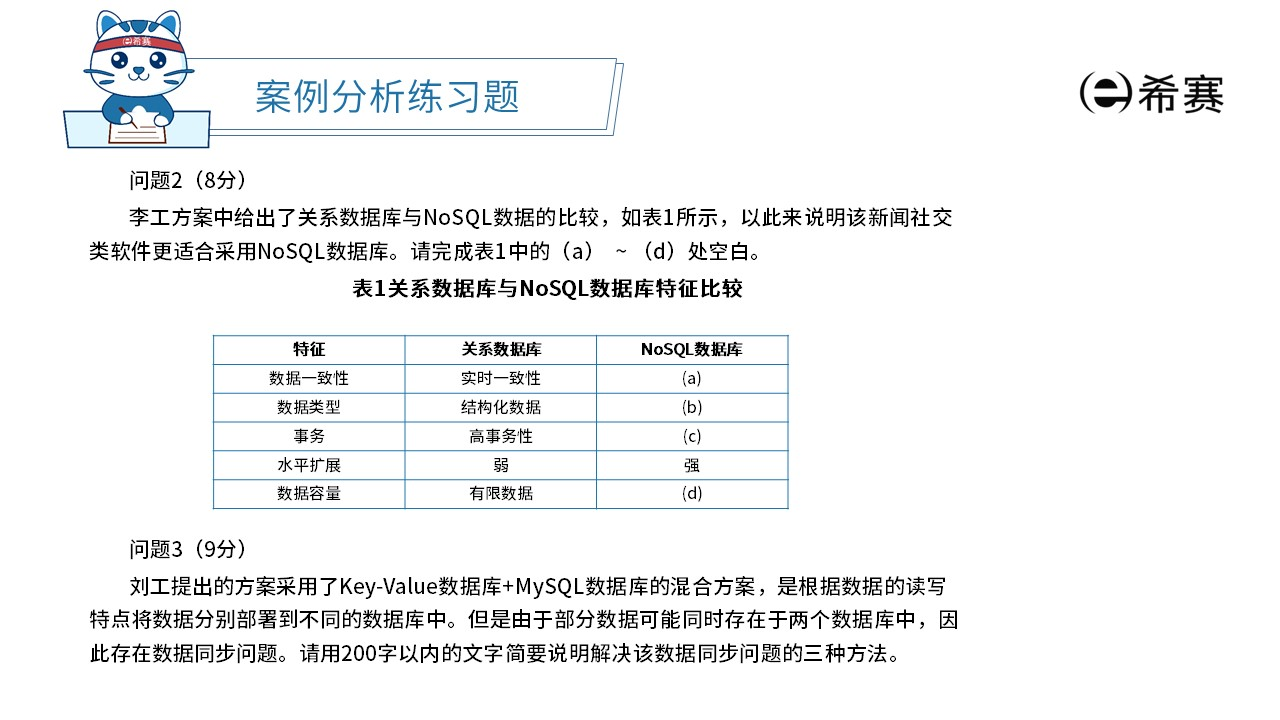 案例分析练习题
希赛
希赛
问题2（8分）
李工方案中给出了关系数据库与NoSQL数据的比较，如表1所示，以此来说明该新闻社交
类软件更适合采用NoSQL数据库。请完成表1中的（a） ~ （d）处空白。
表1关系数据库与NoSQL数据库特征比较
特征 关系数据库 NoSQL数据库
数据一致性 实时一致性 (a)
数据类型 结构化数据 (b)
事务 高事务性 (c)
水平扩展 弱 强
数据容量 有限数据 (d)
问题3（9分）
刘工提出的方案采用了Key-Value数据库+MySQL数据库的混合方案，是根据数据的读写
特点将数据分别部署到不同的数据库中。但是由于部分数据可能同时存在于两个数据库中，因
此存在数据同步问题。请用200字以内的文字简要说明解决该数据同步问题的三种方法。